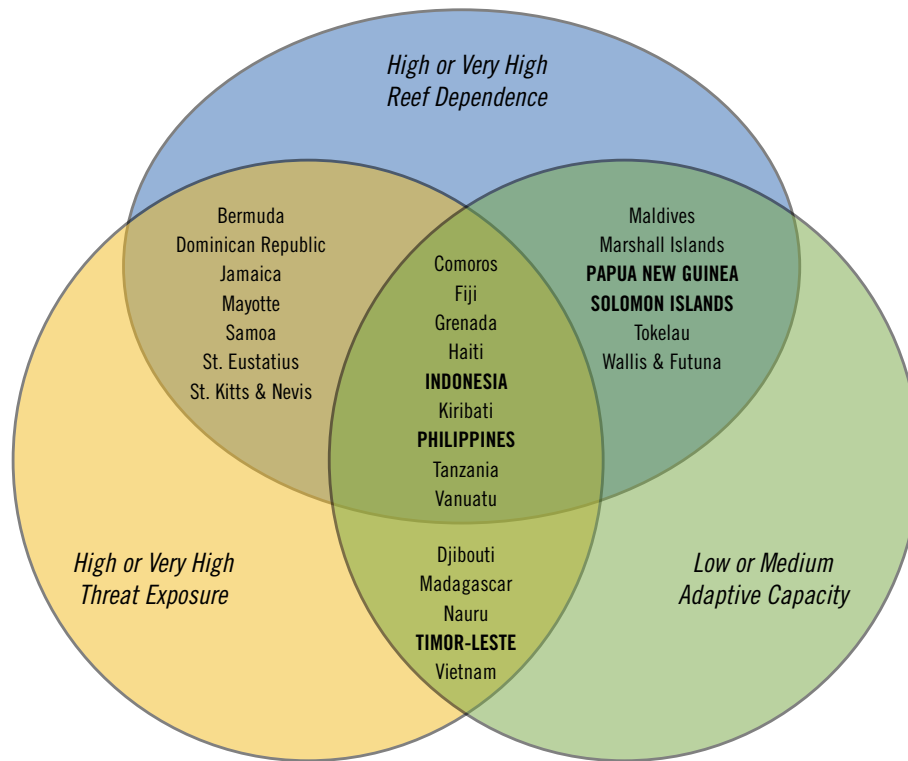 High or Very High
Reef Dependence
Bermuda
Dominican Republic
Jamaica
Mayotte
Samoa
St. Eustatius
St. Kitts & Nevis
Comoros
Fiji
Grenada
Haiti
INDONESIA
Kiribati
PHILIPPINES
Tanzania
Vanuatu
Maldives
Marshall Islands
PAPUA NEW GUINEA
SOLOMON ISLANDS
Tokelau
Wallis & Futuna
High or Very High
Threat Exposure
Djibouti
Madagascar
Nauru
TIMOR-LESTE
Vietnam
Low or Medium
Adaptive Capacity